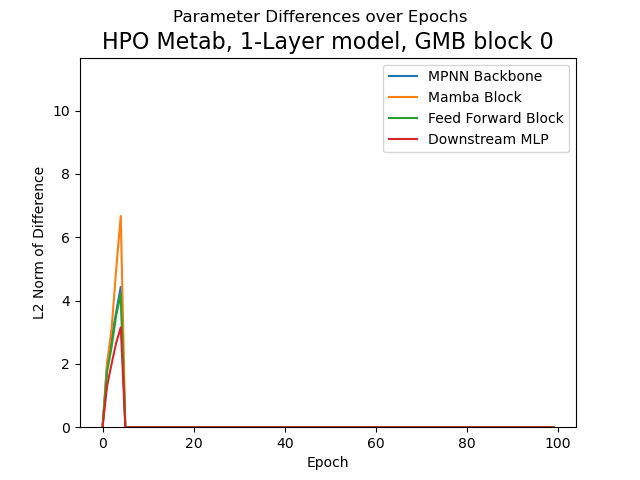 Parameter Differences over Epochs
HPO Metab, 1-Layer model, GMB block 0
MPNN Backbone
Mamba Block
Feed Forward Block
Downstream MLP
10
8
6
4
2
0
L2 Norm of Difference
0 20 40 60 80 100
Epoch